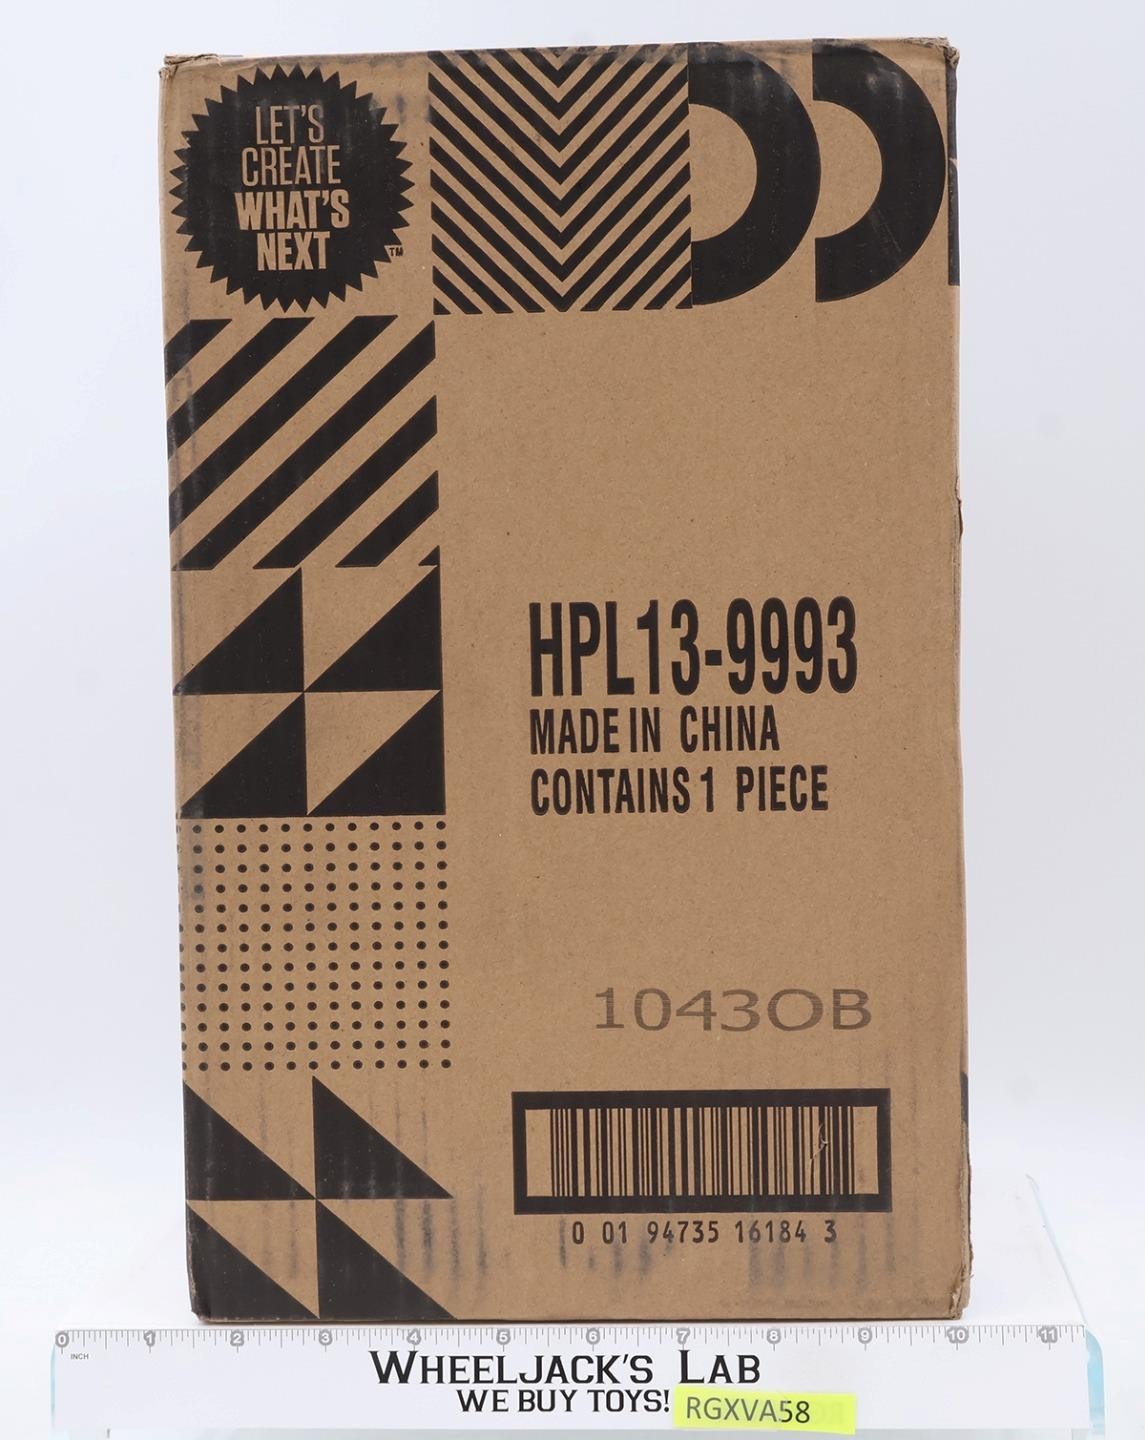 LET'S
CREATE
WHAT'S
NEXT
TM
HPL13-9993
MADE IN CHINA
CONTAINS 1 PIECE
1043OB
0 01 94735 16184 3
0 1 2 3 4 5 6 7 8 9 10 11
INCH
WHEELJACK'S LAB
WE BUY TOYS!
RGXVA58